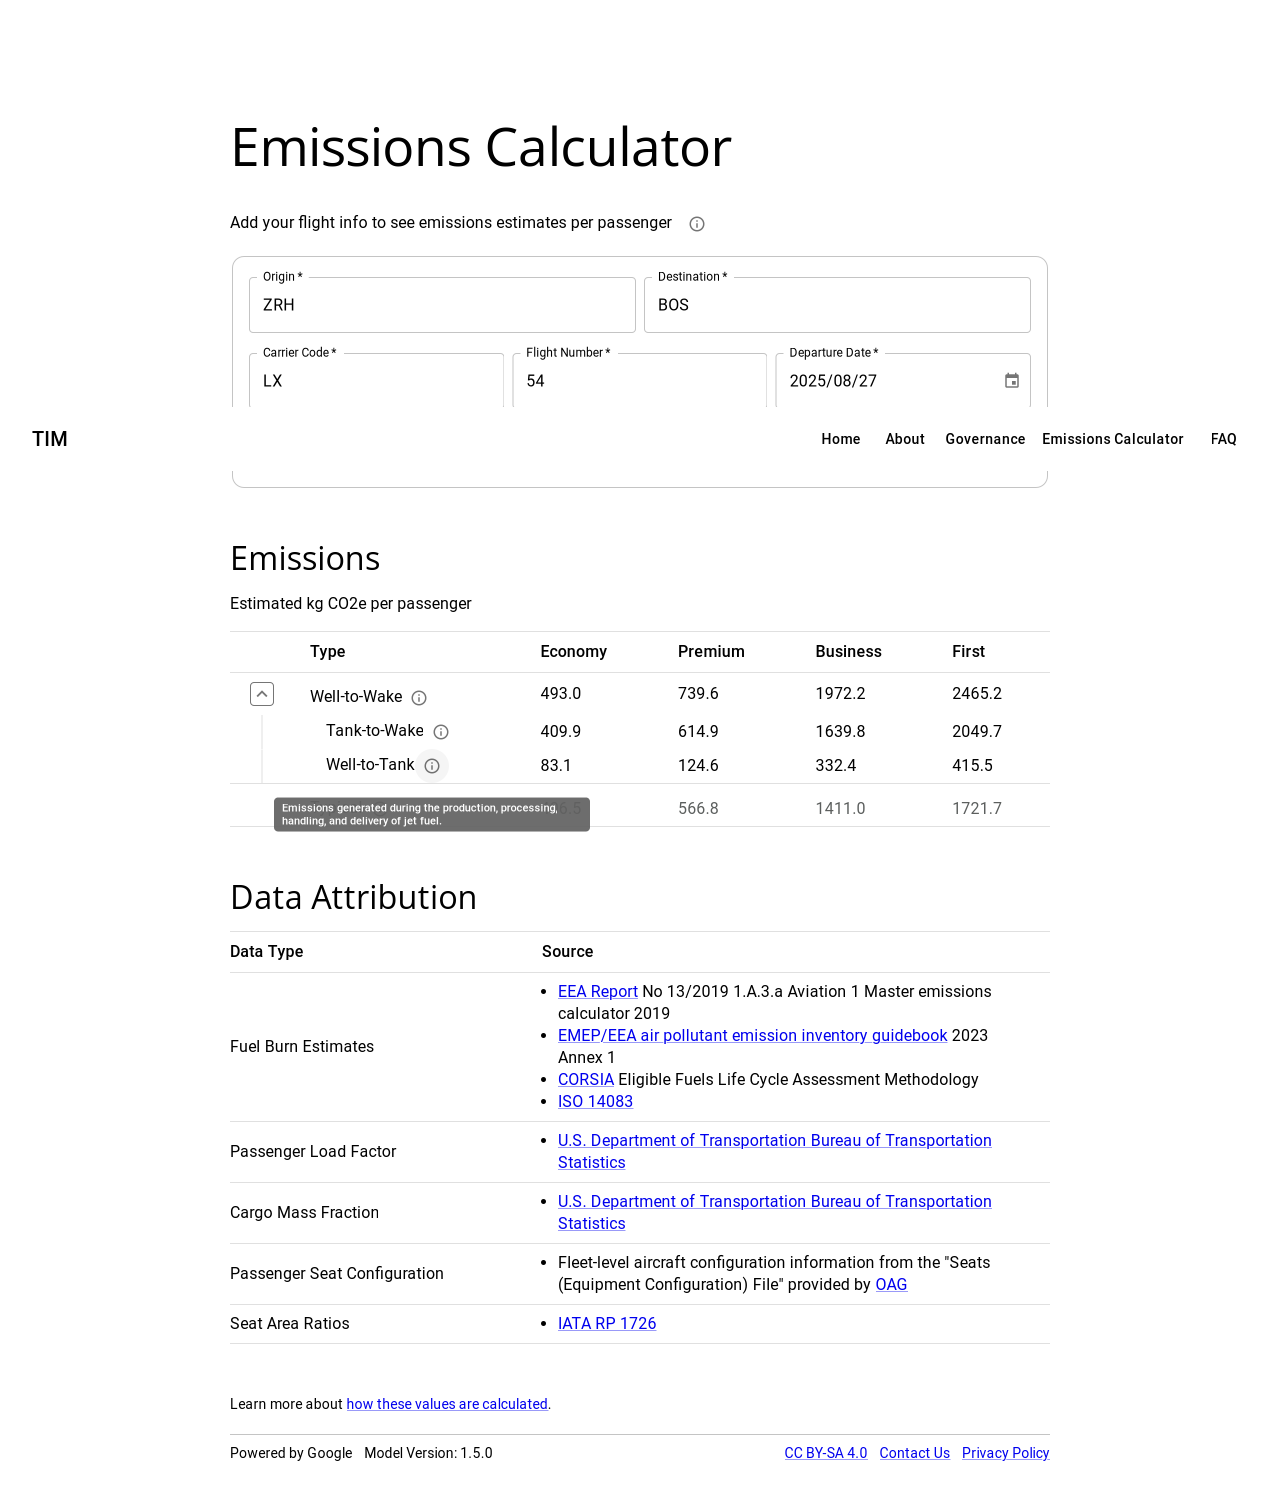 Emissions Calculator
Add your flight info to see emissions estimates per passenger
Origin *
Destination *
ZRH
BOS
Carrier Code *
Flight Number *
Departure Date *
LX
54
2025/08/27
TIM
Home About Governance Emissions Calculator FAQ
Emissions
Estimated kg CO2e per passenger
Type Economy Premium Business First
Well-to-Wake 493.0 739.6 1972.2 2465.2
Tank-to-Wake 409.9 614.9 1639.8 2049.7
Well-to-Tank 83.1 124.6 332.4 415.5
566.8 1411.0 1721.7
Emissions generated during the production, processing,
handling, and delivery of jet fuel.
Data Attribution
Data Type Source
Fuel Burn Estimates
• EEA Report No 13/2019 1.A.3.a Aviation 1 Master emissions
calculator 2019
• EMEP/EEA air pollutant emission inventory guidebook 2023
Annex 1
• CORSIA Eligible Fuels Life Cycle Assessment Methodology
• ISO 14083
Passenger Load Factor
• U.S. Department of Transportation Bureau of Transportation
Statistics
Cargo Mass Fraction
• U.S. Department of Transportation Bureau of Transportation
Statistics
Passenger Seat Configuration
• Fleet-level aircraft configuration information from the "Seats
(Equipment Configuration) File" provided by OAG
Seat Area Ratios
• IATA RP 1726
Learn more about how these values are calculated.
Powered by Google Model Version: 1.5.0 CC BY-SA 4.0 Contact Us Privacy Policy